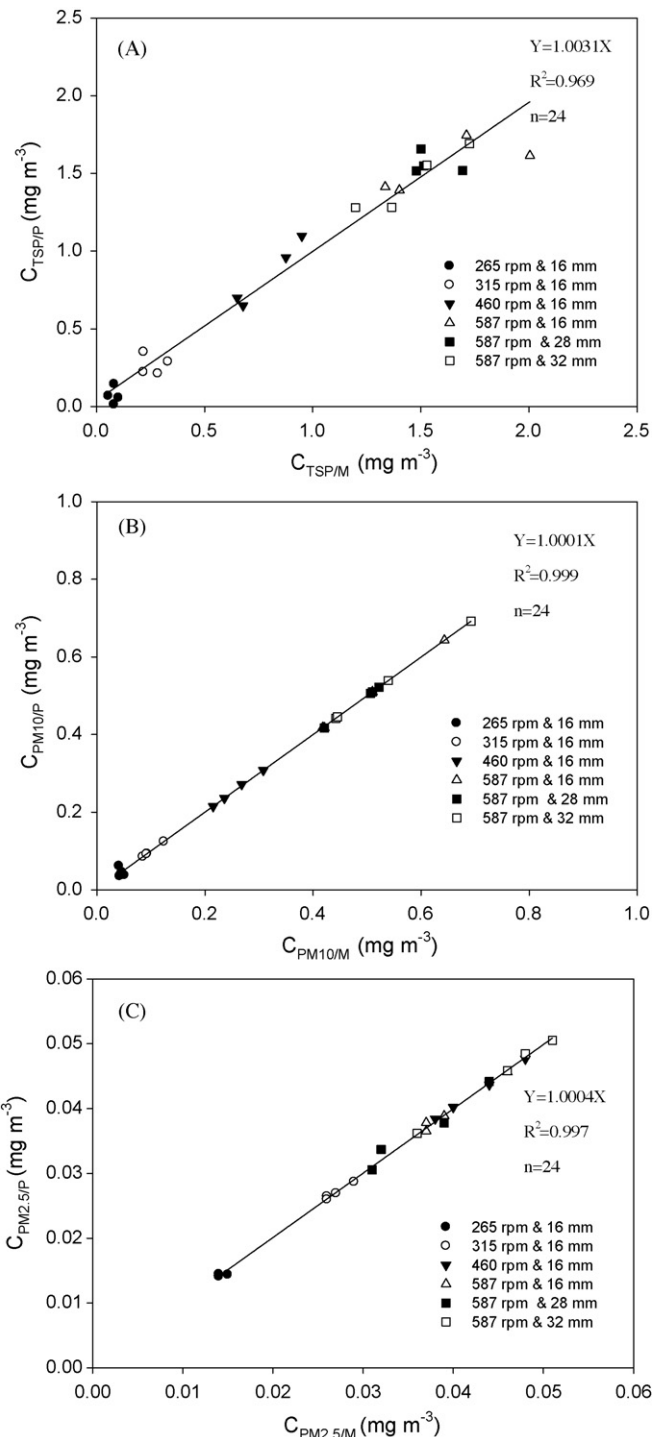 (A)
Y=1.0031X
R²=0.969
n=24
2.5
2.0
1.5
1.0
0.5
0.0
C_TSP/P (mg m⁻³)
265 rpm & 16 mm
315 rpm & 16 mm
460 rpm & 16 mm
587 rpm & 16 mm
587 rpm & 28 mm
587 rpm & 32 mm
0.0 0.5 1.0 1.5 2.0 2.5
C_TSP/M (mg m⁻³)
(B)
Y=1.0001X
R²=0.999
n=24
1.0
0.8
0.6
0.4
0.2
0.0
C_PM10/P (mg m⁻³)
265 rpm & 16 mm
315 rpm & 16 mm
460 rpm & 16 mm
587 rpm & 16 mm
587 rpm & 28 mm
587 rpm & 32 mm
0.0 0.2 0.4 0.6 0.8 1.0
C_PM10/M (mg m⁻³)
(C)
Y=1.0004X
R²=0.997
n=24
0.06
0.05
0.04
0.03
0.02
0.01
0.00
C_PM2.5/P (mg m⁻³)
265 rpm & 16 mm
315 rpm & 16 mm
460 rpm & 16 mm
587 rpm & 16 mm
587 rpm & 28 mm
587 rpm & 32 mm
0.00 0.01 0.02 0.03 0.04 0.05 0.06
C_PM2.5/M (mg m⁻³)